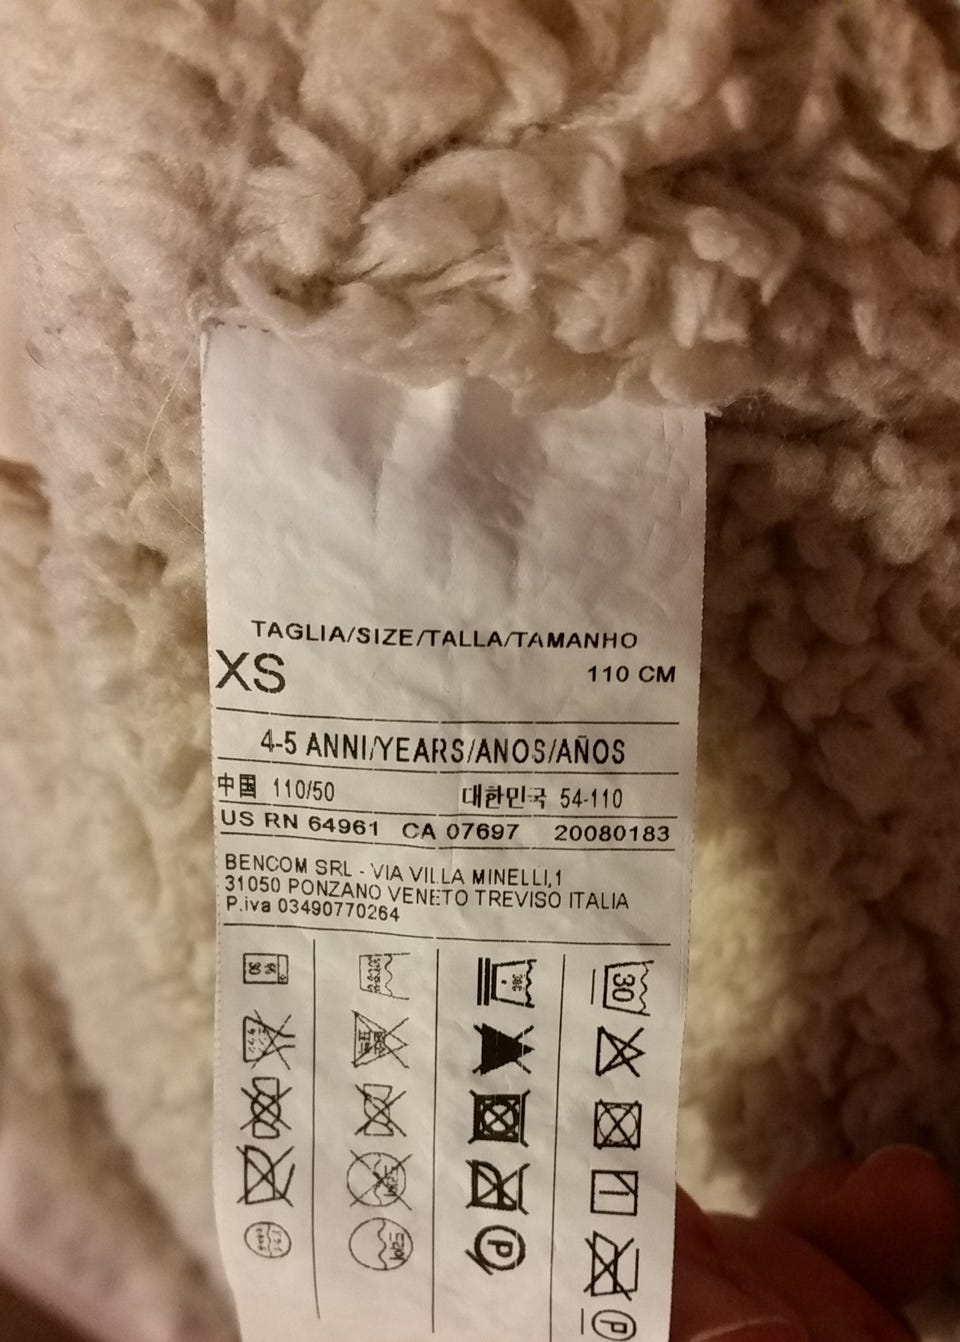 TAGLIA/SIZE/TALLA/TAMANHO
XS 110 CM
4-5 ANNI/YEARS/ANOS/AÑOS
中国 110/50 대한민국 54-110
US RN 64961 CA 07697 20080183
BENCOM SRL - VIA VILLA MINELLI,1
31050 PONZANO VENETO TREVISO ITALIA
P.iva 03490770264
30
P
P